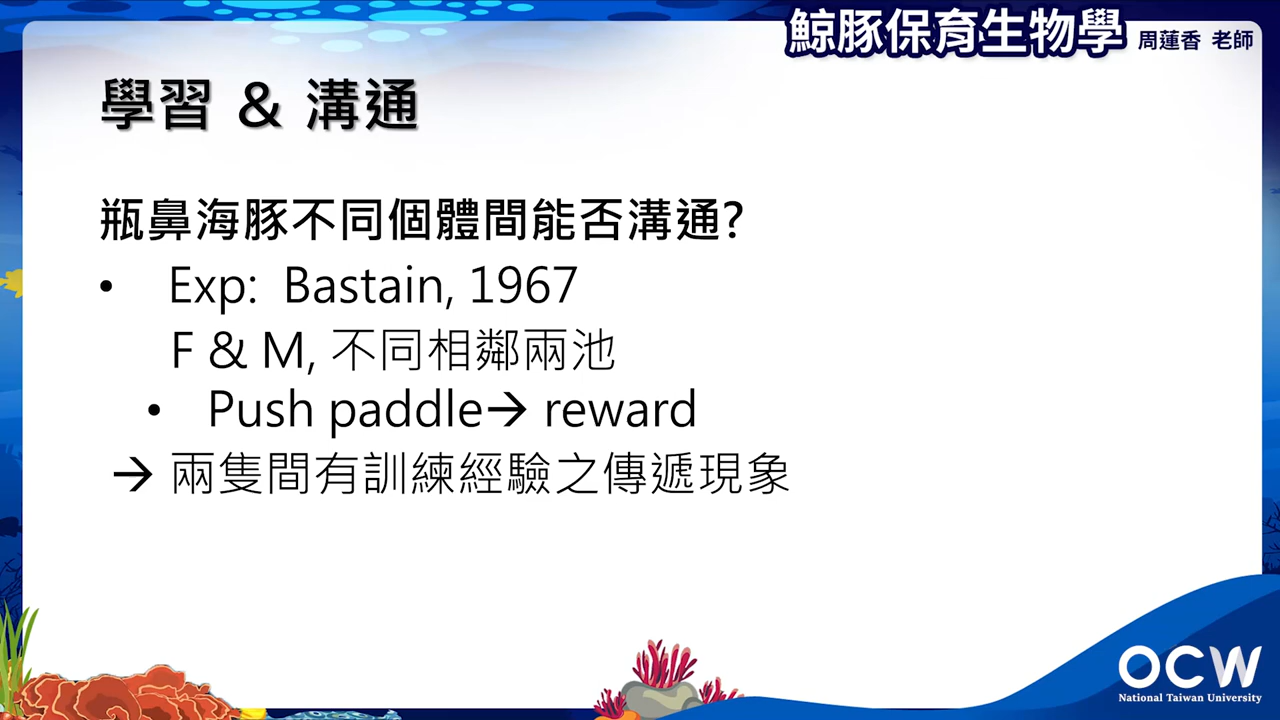 鯨豚保育生物學 周蓮香 老師
學習 & 溝通
瓶鼻海豚不同個體間能否溝通?
• Exp: Bastain, 1967
F & M, 不同相鄰兩池
• Push paddle→ reward
→ 兩隻間有訓練經驗之傳遞現象
OCW
National Taiwan University